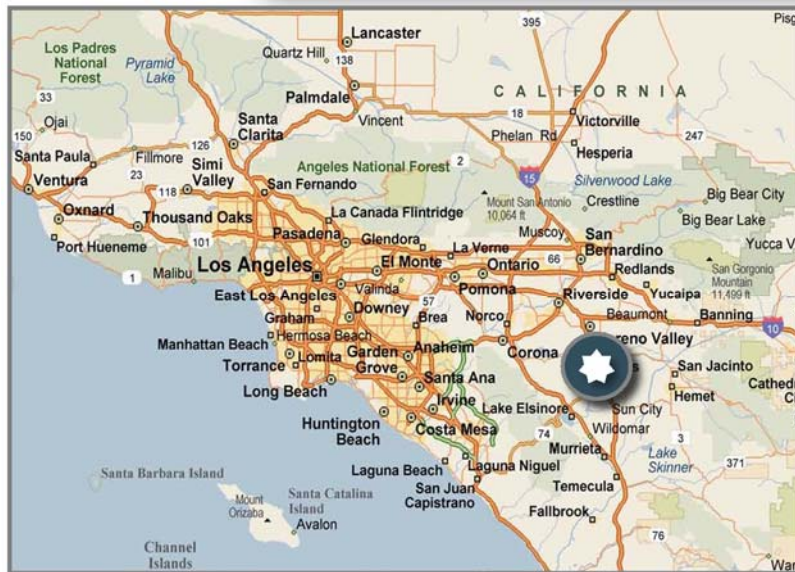 Lancaster
395
Pisg
Los Padres
National
Forest
Pyramid
Lake
Quartz Hill
138
CALIFORNIA
33
Palmdale
18
Victorville
Ojai
150
Santa
Clarita
Vincent
Phelan Rd
247
126
Santa Paula
Fillmore
Simi
Valley
Angeles National Forest
2
Hesperia
Ventura
23
118
San Fernando
15
Silverwood Lake
Mount San Antonio
10,064 ft
Crestline
Big Bear City
Oxnard
Thousand Oaks
La Canada Flintridge
Big Bear Lake
Port Hueneme
101
Pasadena
Glendora
La Verne
Muscoy
San
Bernardino
Yucca V
1
Malibu
Los Angeles
El Monte
Ontario
66
Redlands
San Gorgonio
Mountain
11,499 ft
East Los Angeles
Valinda
57
Pomona
Riverside
Yucaipa
Graham
Downey
Brea
Norco
Beaumont
Banning
10
Hermosa Beach
Manhattan Beach
Garden
Grove
Anaheim
Corona
reno Valley
Torrance
Lomita
Santa Ana
s
San Jacinto
Cathed
Long Beach
Irvine
Lake Elsinore
Sun City
Hemet
Huntington
Beach
Costa Mesa
74
Wildomar
3
Murrieta
Lake
Skinner
371
Laguna Beach
Laguna Niguel
Santa Barbara Island
San Juan
Capistrano
Temecula
Mount
Orizaba
Santa Catalina
Island
Fallbrook
Avalon
76
Channel
Islands
War